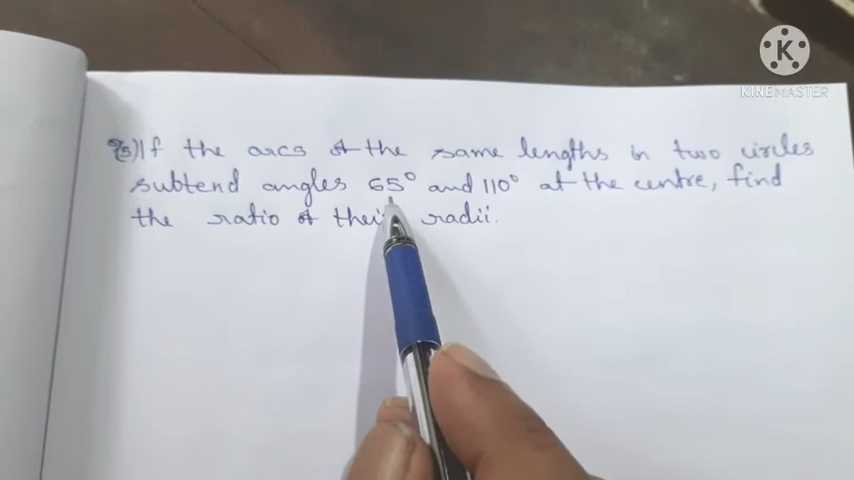 Q5) If the arcs of the same lengths in two circles
subtend angles 65° and 110° at the centre, find
the ratio of their radii.
K
KINEMASTER